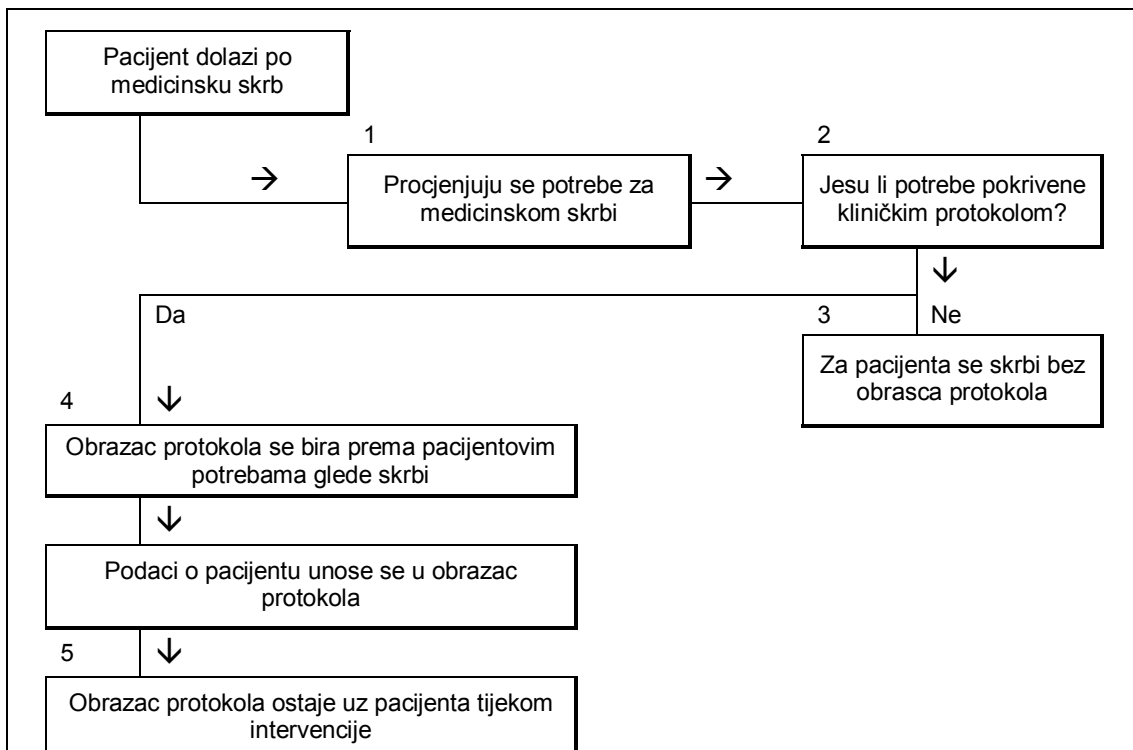 Pacijent dolazi po
medicinsku skrb
1
Procjenjuju se potrebe za
medicinskom skrbi
2
Jesu li potrebe pokrivene
kliničkim protokolom?
Da
3
Ne
Za pacijenta se skrbi bez
obrasca protokola
4
Obrazac protokola se bira prema pacijentovim
potrebama glede skrbi
Podaci o pacijentu unose se u obrazac
protokola
5
Obrazac protokola ostaje uz pacijenta tijekom
intervencije